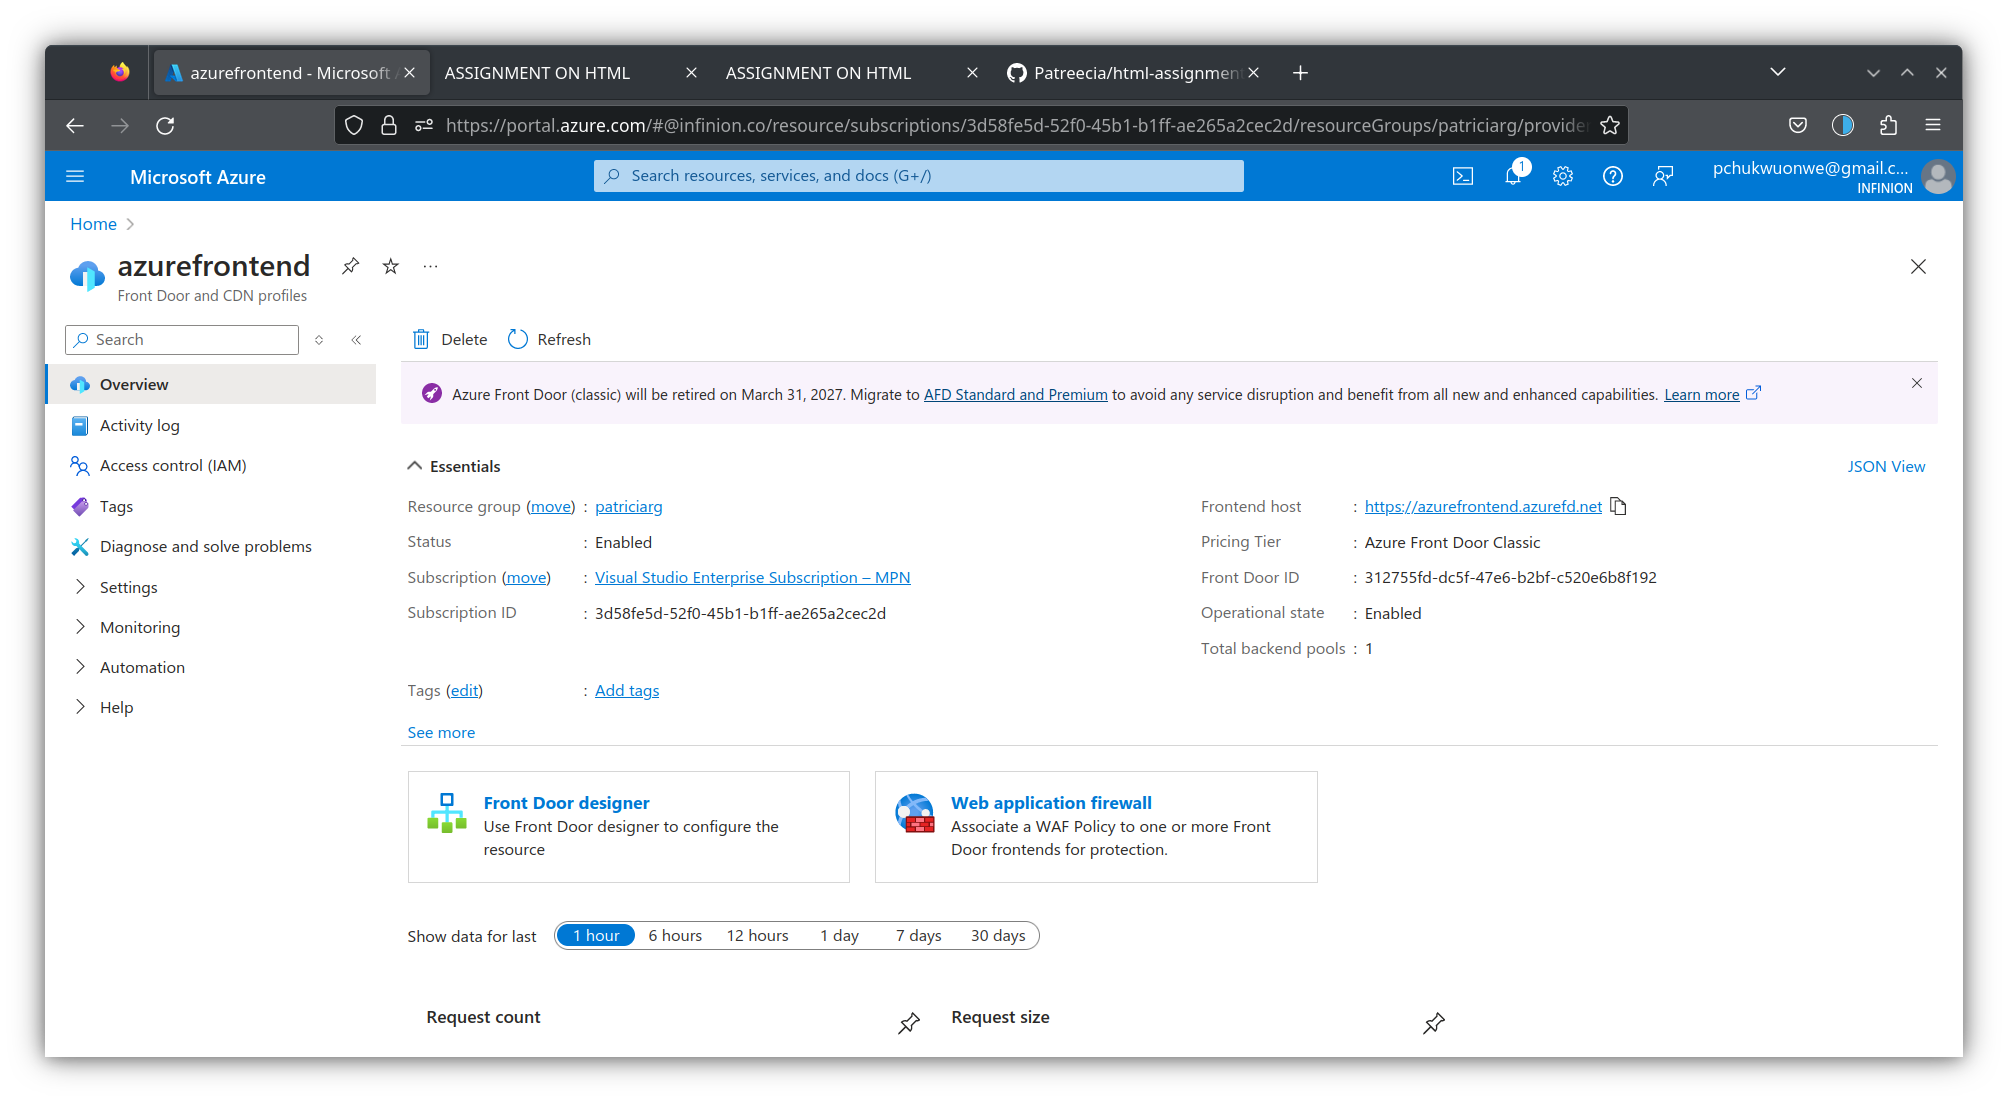 azurefrontend - Microsoft
ASSIGNMENT ON HTML
ASSIGNMENT ON HTML
Patreecia/html-assignment
https://portal.azure.com/#@infinion.co/resource/subscriptions/3d58fe5d-52f0-45b1-b1ff-ae265a2cec2d/resourceGroups/patriciarg/provider
Microsoft Azure
Search resources, services, and docs (G+/)
1
pchukwuonwe@gmail.c...
INFINION
Home
azurefrontend
Front Door and CDN profiles
Search
Delete
Refresh
Overview
Activity log
Access control (IAM)
Tags
Diagnose and solve problems
Settings
Monitoring
Automation
Help
Azure Front Door (classic) will be retired on March 31, 2027. Migrate to AFD Standard and Premium to avoid any service disruption and benefit from all new and enhanced capabilities. Learn more
Essentials
JSON View
Resource group (move) : patriciarg
Status : Enabled
Subscription (move) : Visual Studio Enterprise Subscription – MPN
Subscription ID : 3d58fe5d-52f0-45b1-b1ff-ae265a2cec2d
Frontend host : https://azurefrontend.azurefd.net
Pricing Tier : Azure Front Door Classic
Front Door ID : 312755fd-dc5f-47e6-b2bf-c520e6b8f192
Operational state : Enabled
Total backend pools : 1
Tags (edit) : Add tags
See more
Front Door designer
Use Front Door designer to configure the
resource
Web application firewall
Associate a WAF Policy to one or more Front
Door frontends for protection.
Show data for last
1 hour
6 hours
12 hours
1 day
7 days
30 days
Request count
Request size